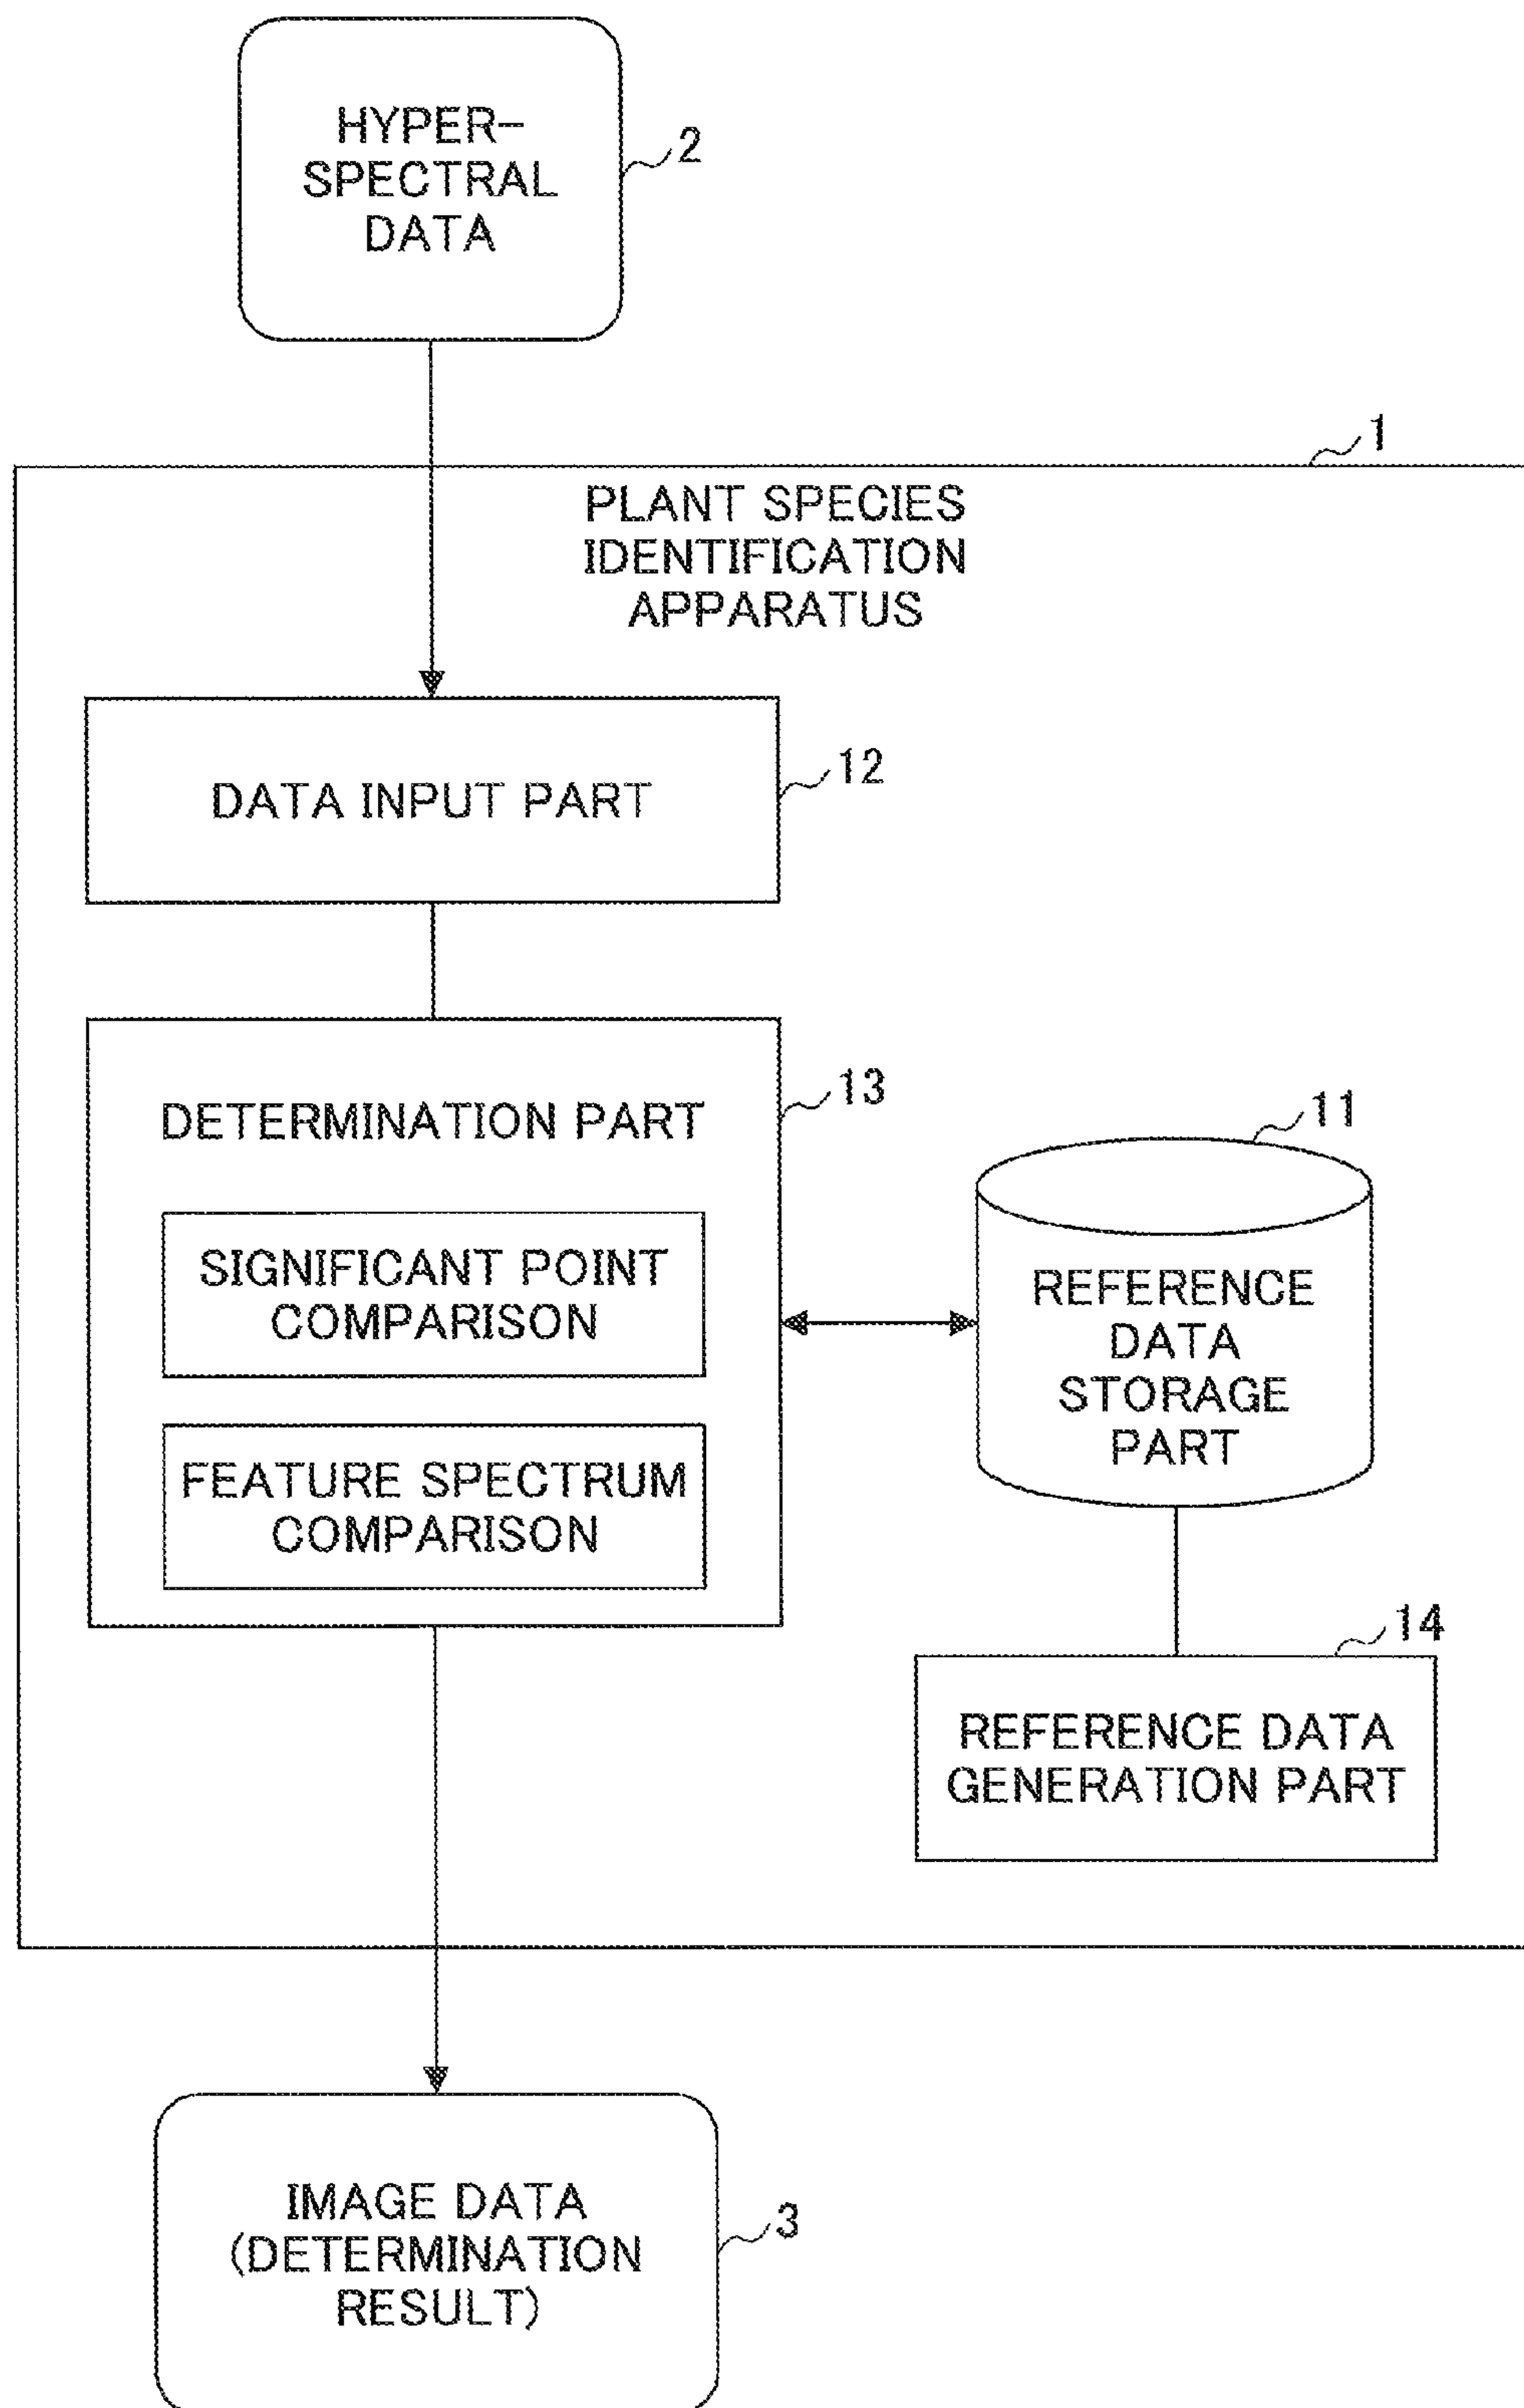 HYPER-
SPECTRAL
DATA
2
1
PLANT SPECIES
IDENTIFICATION
APPARATUS
DATA INPUT PART
12
DETERMINATION PART
13
SIGNIFICANT POINT
COMPARISON
FEATURE SPECTRUM
COMPARISON
11
REFERENCE
DATA
STORAGE
PART
14
REFERENCE DATA
GENERATION PART
IMAGE DATA
(DETERMINATION
RESULT)
3